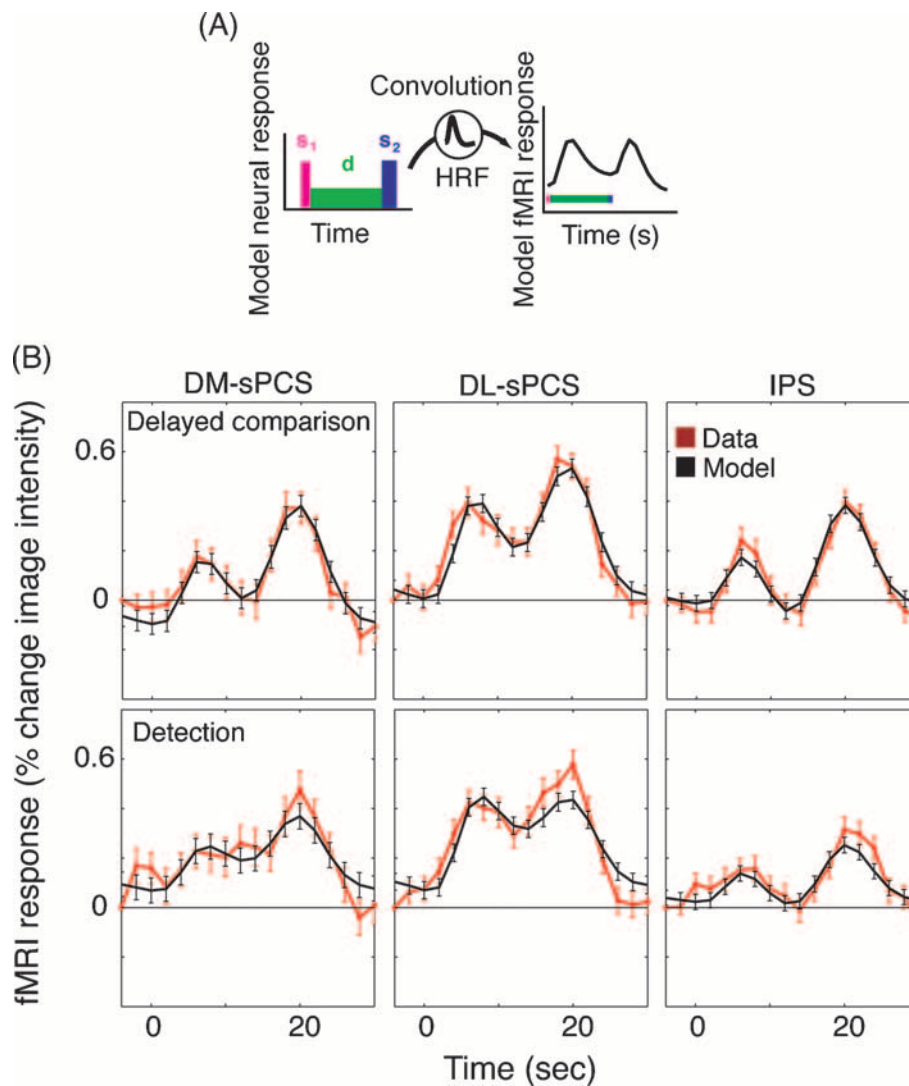 (A)
Model neural response
s1
d
s2
Time
Convolution
HRF
Model fMRI response
Time (s)
(B)
DM-sPCS
DL-sPCS
IPS
fMRI response (% change image intensity)
Delayed comparison
Data
Model
0.6
0
Detection
0.6
0
0
20
0
20
0
20
Time (sec)